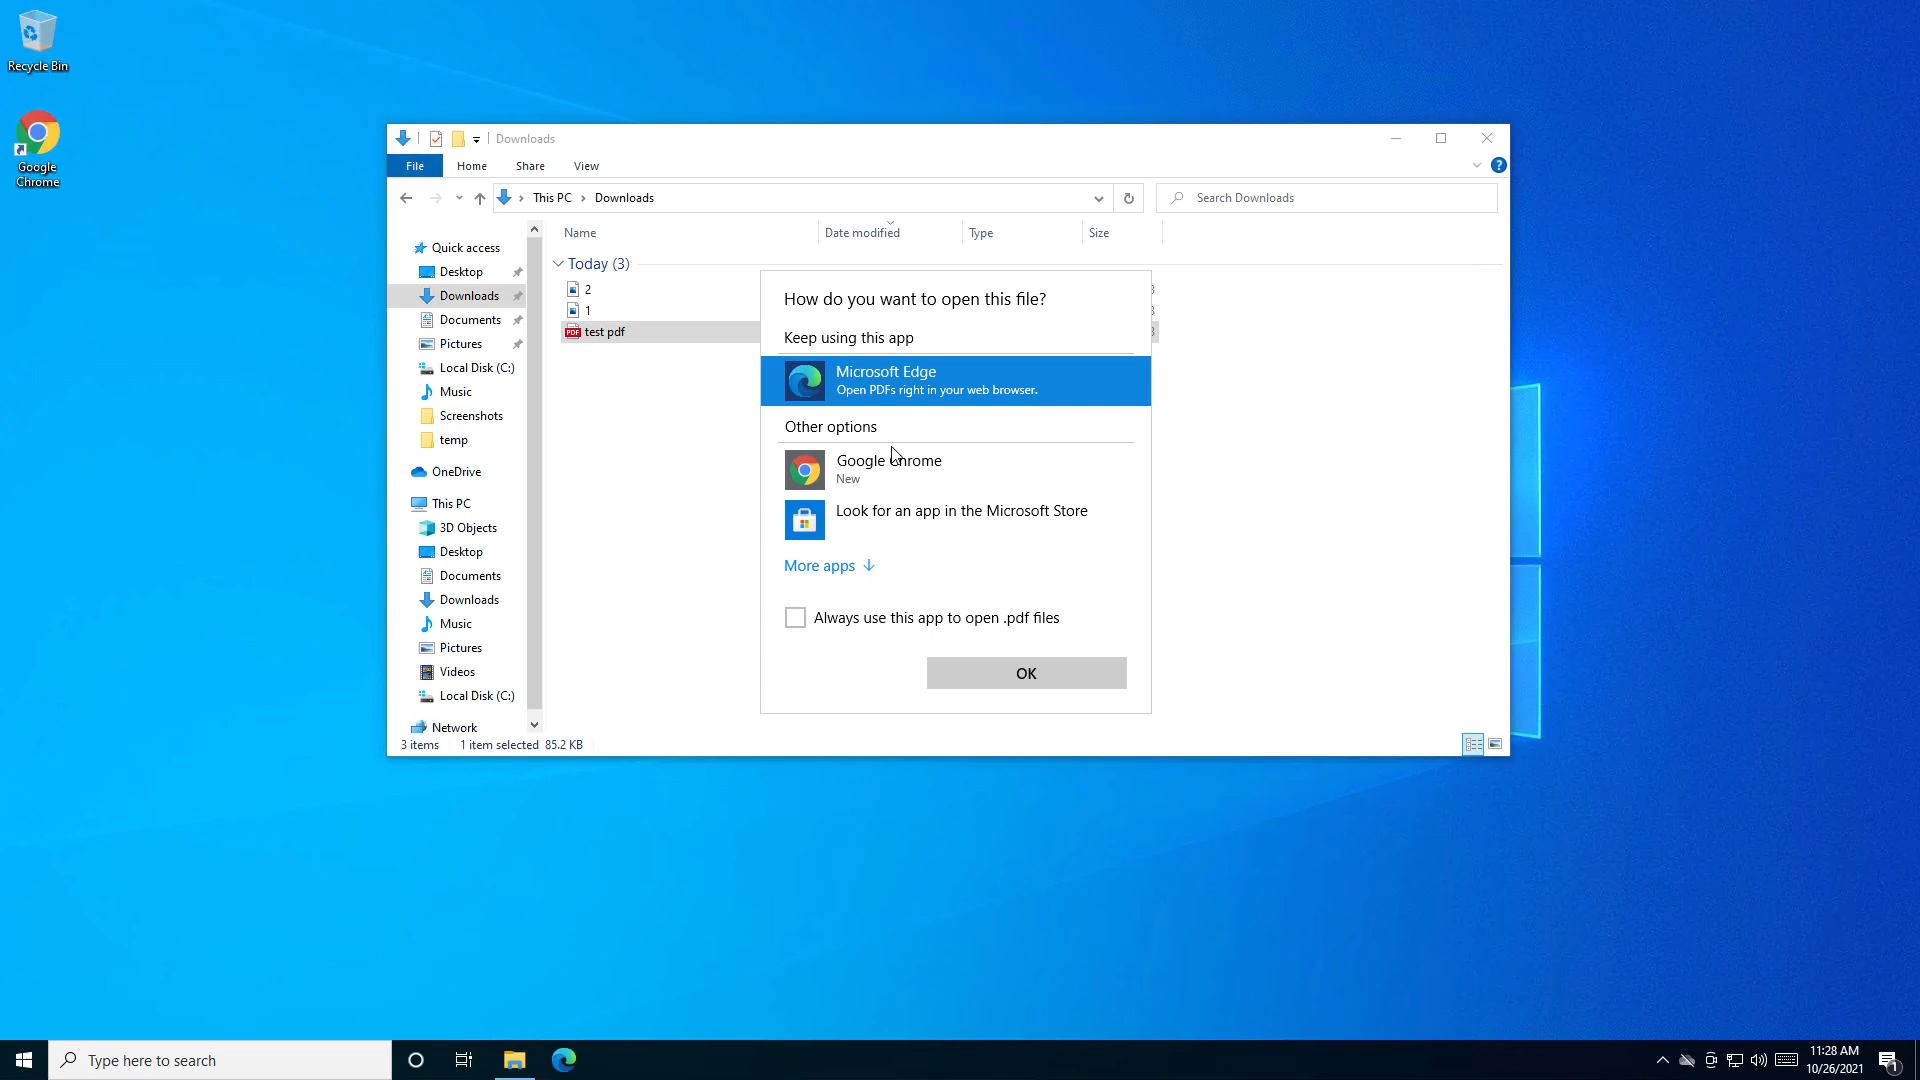 Recycle Bin
Google
Chrome
Downloads
File
Home
Share
View
This PC
Downloads
Search Downloads
Name
Date modified
Type
Size
Quick access
Desktop
Downloads
Documents
Pictures
Local Disk (C:)
Music
Screenshots
temp
OneDrive
This PC
3D Objects
Desktop
Documents
Downloads
Music
Pictures
Videos
Local Disk (C:)
Network
Today (3)
2
1
PDF test pdf
How do you want to open this file?
Keep using this app
Microsoft Edge
Open PDFs right in your web browser.
Other options
Google Chrome
New
Look for an app in the Microsoft Store
More apps
Always use this app to open .pdf files
OK
3 items
1 item selected 85.2 KB
Type here to search
11:28 AM
10/26/2021
1